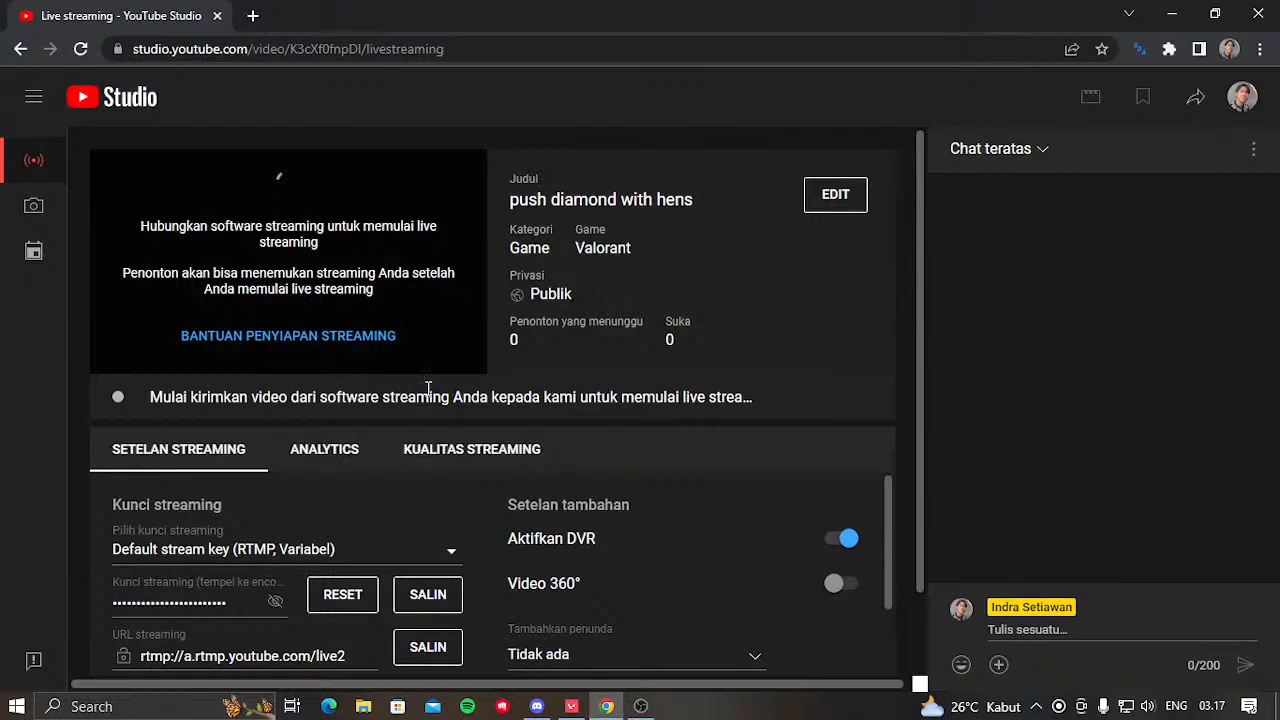 Live streaming - YouTube Studio
studio.youtube.com/video/K3cXf0fnpDI/livestreaming
Studio
Chat teratas
Hubungkan software streaming untuk memulai live
streaming
Penonton akan bisa menemukan streaming Anda setelah
Anda memulai live streaming
BANTUAN PENYIAPAN STREAMING
Judul
push diamond with hens
EDIT
Kategori Game
Game Valorant
Privasi
Publik
Penonton yang menunggu Suka
0 0
Mulai kirimkan video dari software streaming Anda kepada kami untuk memulai live strea...
SETELAN STREAMING ANALYTICS KUALITAS STREAMING
Kunci streaming
Pilih kunci streaming
Default stream key (RTMP, Variabel)
Kunci streaming (tempel ke enco...
RESET SALIN
URL streaming
rtmp://a.rtmp.youtube.com/live2
SALIN
Setelan tambahan
Aktifkan DVR
Video 360°
Tambahkan penunda
Tidak ada
Indra Setiawan
Tulis sesuatu...
0/200
Search
26°C Kabut
ENG
03.17